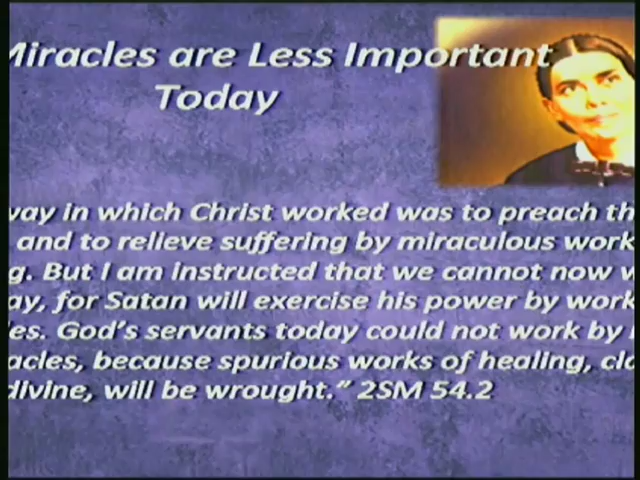 Miracles are Less Important
Today
way in which Christ worked was to preach th
and to relieve suffering by miraculous work
g. But I am instructed that we cannot now w
ay, for Satan will exercise his power by work
les. God's servants today could not work by
acles, because spurious works of healing, cla
divine, will be wrought.” 2SM 54.2